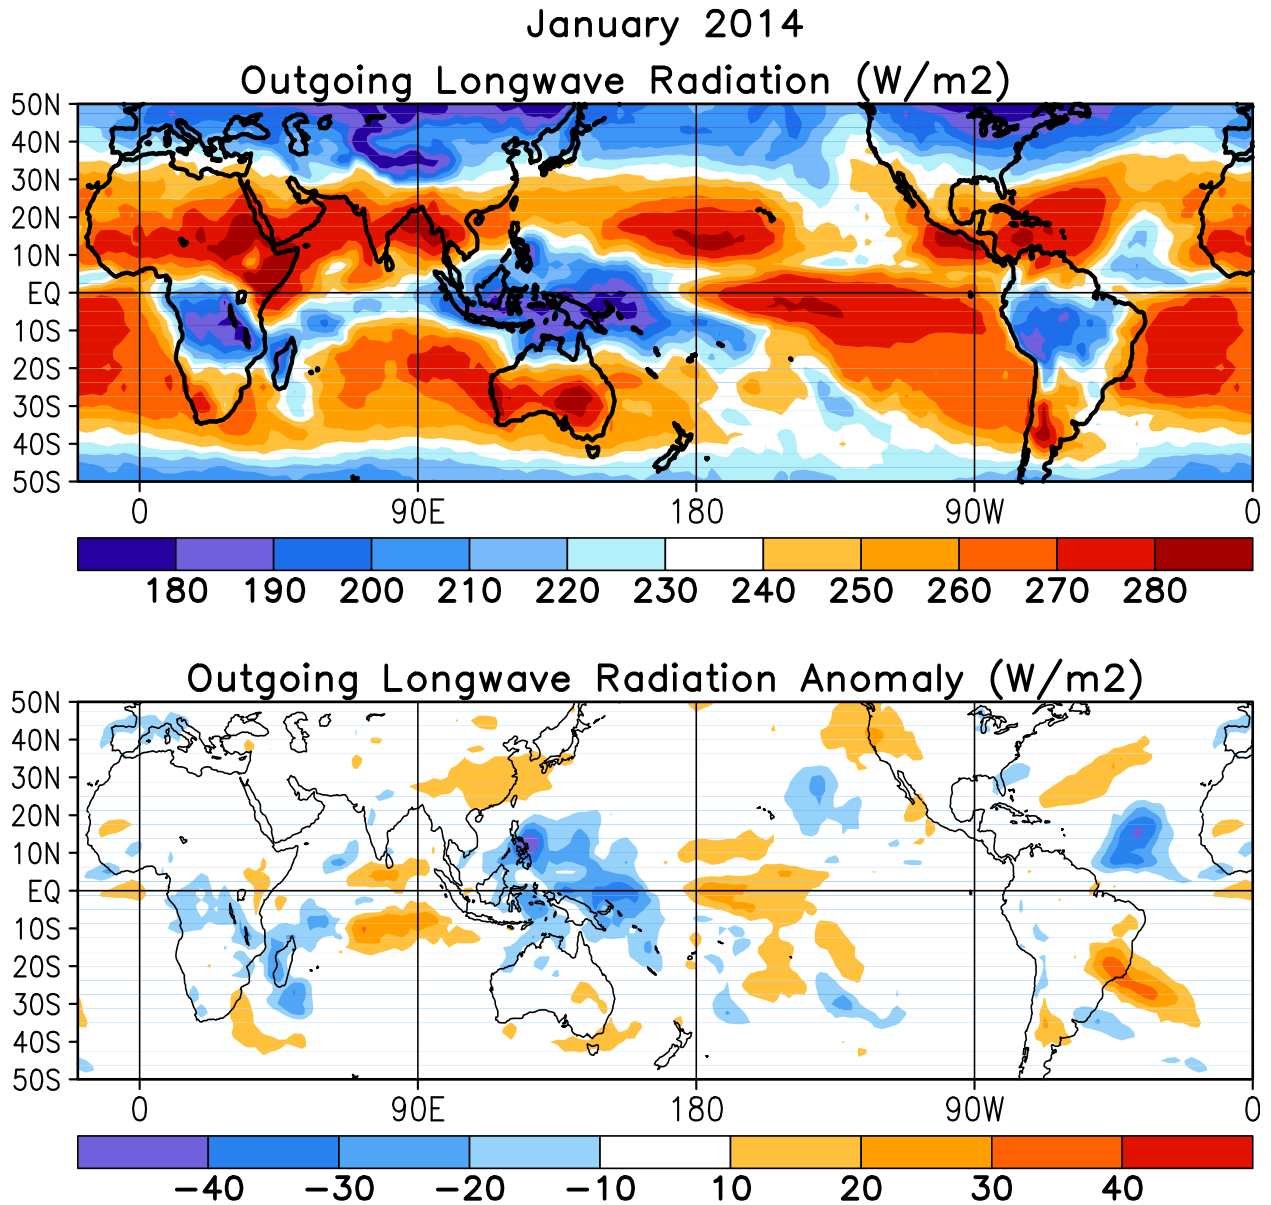 January 2014
Outgoing Longwave Radiation (W/m2)
50N
40N
30N
20N
10N
EQ
10S
20S
30S
40S
50S
0 90E 180 90W 0
180 190 200 210 220 230 240 250 260 270 280
Outgoing Longwave Radiation Anomaly (W/m2)
50N
40N
30N
20N
10N
EQ
10S
20S
30S
40S
50S
0 90E 180 90W 0
−40 −30 −20 −10 10 20 30 40